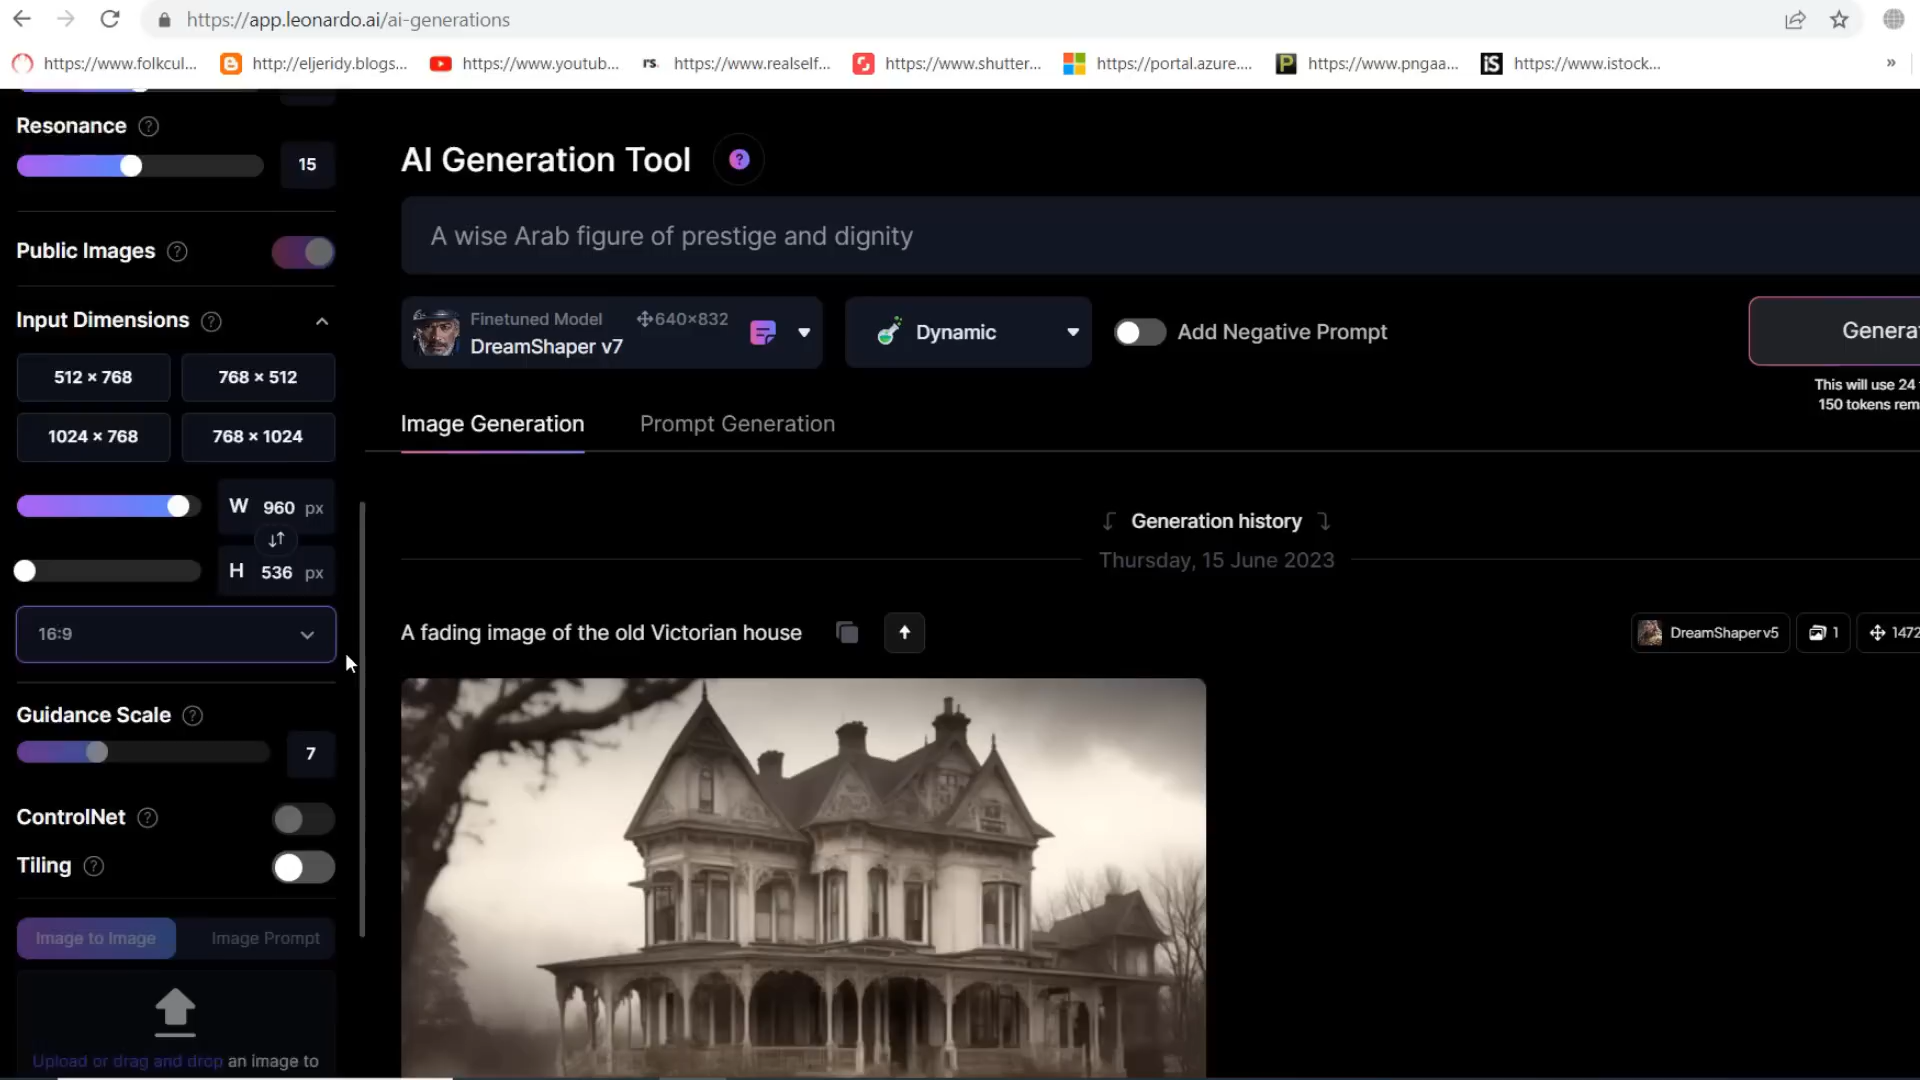 https://app.leonardo.ai/ai-generations
https://www.folkcul... http://eljeridy.blogs... https://www.youtub... rs. https://www.realself... https://www.shutter... https://portal.azure.... P https://www.pngaa... iS https://www.istock... »
Resonance ?
15
Public Images ?
Input Dimensions ?
512 × 768 768 × 512
1024 × 768 768 × 1024
W 960 px
H 536 px
16:9
Guidance Scale ?
7
ControlNet ?
Tiling ?
Image to Image Image Prompt
Upload or drag and drop an image to
AI Generation Tool ?
A wise Arab figure of prestige and dignity
Finetuned Model 640×832
DreamShaper v7
Dynamic
Add Negative Prompt
Genera
This will use 24
150 tokens rem
Image Generation Prompt Generation
Generation history
Thursday, 15 June 2023
A fading image of the old Victorian house
DreamShaper v5 1 1472